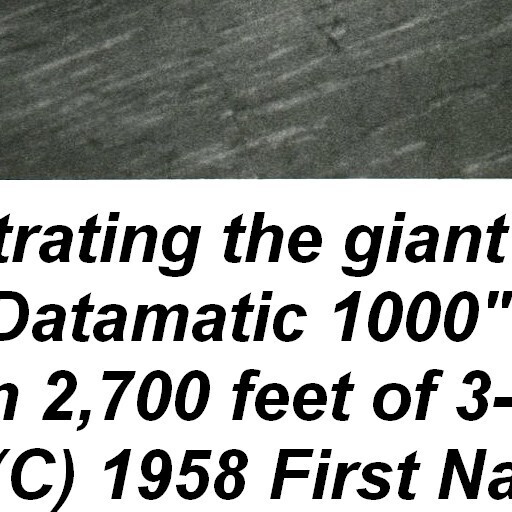 trating the giant
Datamatic 1000"
n 2,700 feet of 3-
(C) 1958 First Na